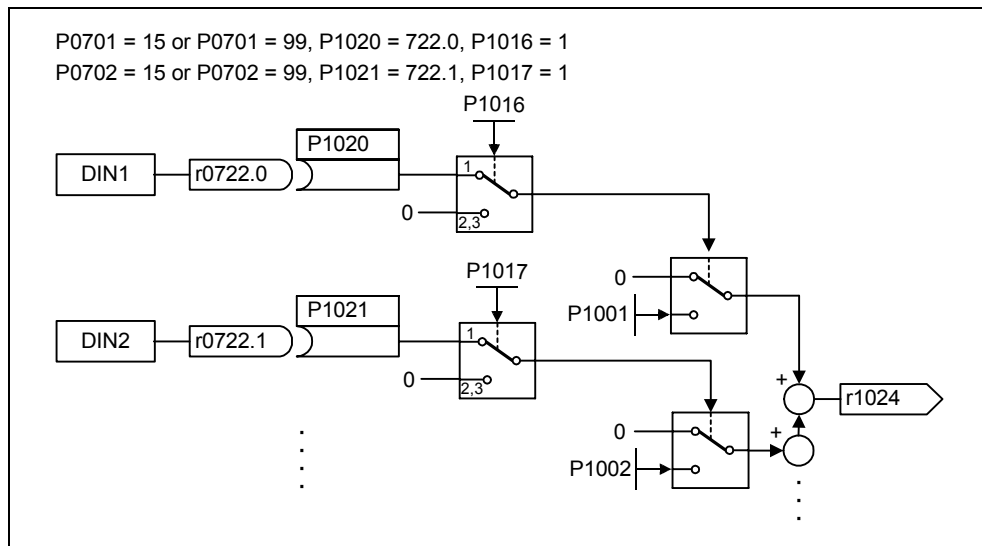 P0701 = 15 or P0701 = 99, P1020 = 722.0, P1016 = 1
P0702 = 15 or P0702 = 99, P1021 = 722.1, P1017 = 1
P1016
P1020
DIN1
r0722.0
1
0
2,3
P1017
0
P1021
P1001
DIN2
r0722.1
1
0
2,3
+
r1024
0
+
P1002